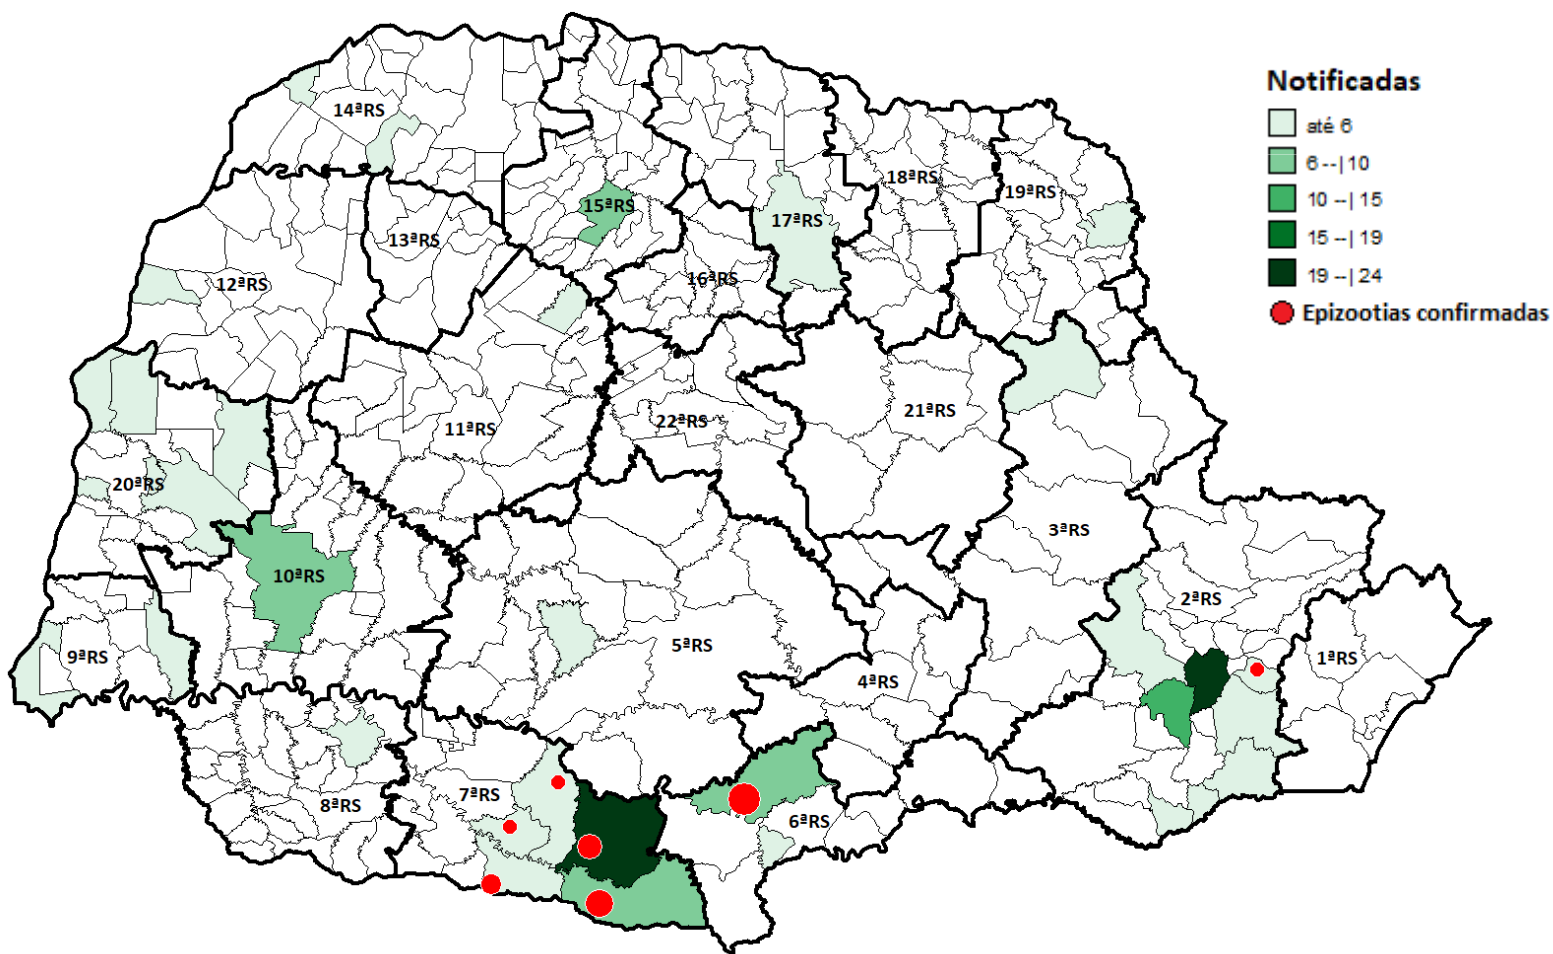 Notificadas
até 6
6 --| 10
10 --| 15
15 --| 19
19 --| 24
Epizootias confirmadas
14ªRS
15ªRS
18ªRS
19ªRS
17ªRS
13ªRS
16ªRS
12ªRS
21ªRS
22ªRS
11ªRS
20ªRS
3ªRS
10ªRS
2ªRS
5ªRS
9ªRS
1ªRS
4ªRS
7ªRS
8ªRS
6ªRS